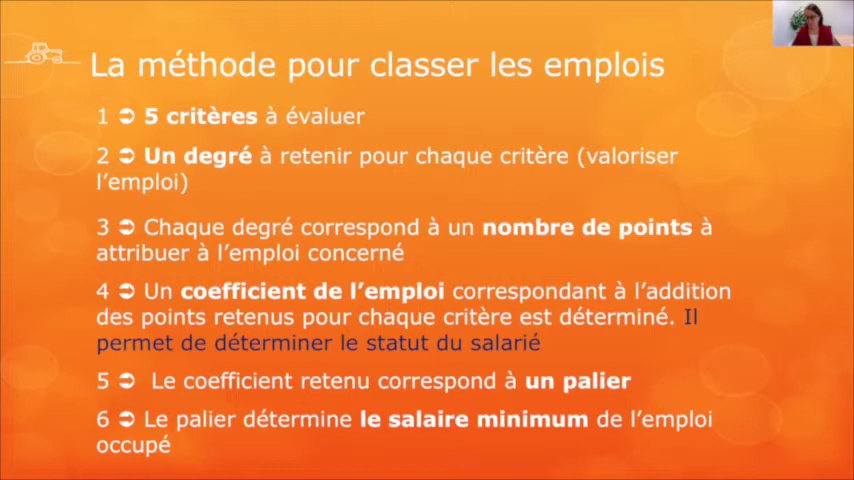 La méthode pour classer les emplois
1 ➲ 5 critères à évaluer
2 ➲ Un degré à retenir pour chaque critère (valoriser
l’emploi)
3 ➲ Chaque degré correspond à un nombre de points à
attribuer à l’emploi concerné
4 ➲ Un coefficient de l’emploi correspondant à l’addition
des points retenus pour chaque critère est déterminé. Il
permet de déterminer le statut du salarié
5 ➲ Le coefficient retenu correspond à un palier
6 ➲ Le palier détermine le salaire minimum de l’emploi
occupé